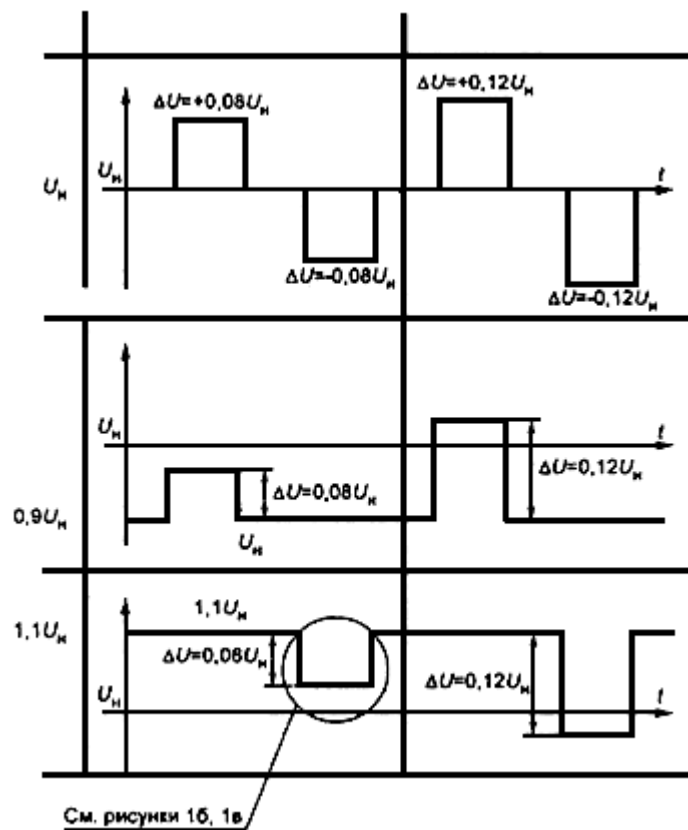 ΔU=+0,08Uн
ΔU=+0,12Uн
Uн
Uн
t
ΔU=-0,08Uн
ΔU=-0,12Uн
Uн
t
ΔU=0,08Uн
ΔU=0,12Uн
0,9Uн
Uн
1,1Uн
1,1Uн
ΔU=0,08Uн
ΔU=0,12Uн
Uн
t
См. рисунки 1б, 1в